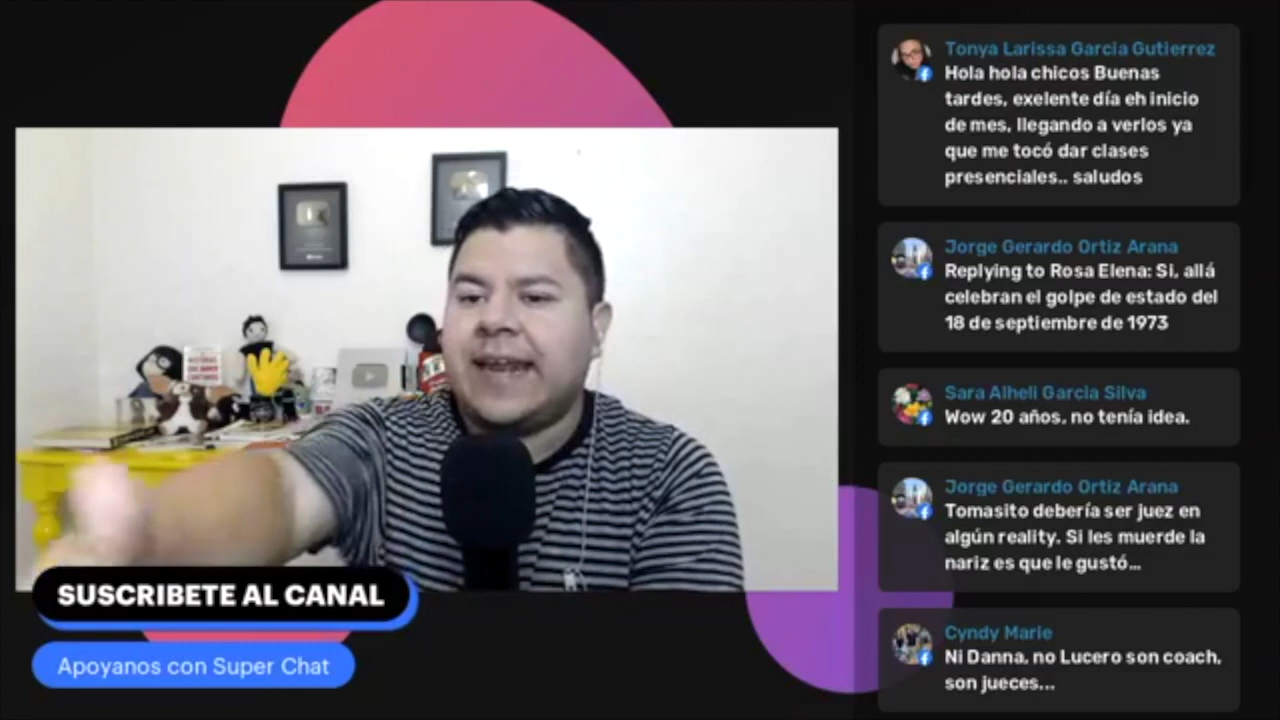 Tonya Larissa Garcia Gutierrez
Hola hola chicos Buenas
tardes, exelente día eh inicio
de mes, llegando a verlos ya
que me tocó dar clases
presenciales.. saludos
Jorge Gerardo Ortiz Arana
Replying to Rosa Elena: Si, allá
celebran el golpe de estado del
18 de septiembre de 1973
Sara Alheli Garcia Silva
Wow 20 años, no tenía idea.
Jorge Gerardo Ortiz Arana
Tomasito debería ser juez en
algún reality. Si les muerde la
nariz es que le gustó...
Cyndy Marie
Ni Danna, no Lucero son coach,
son jueces...
SUSCRIBETE AL CANAL
Apoyanos con Super Chat